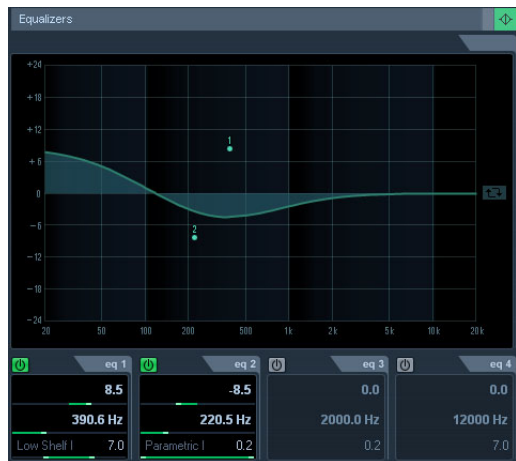 Equalizers
+24
+18
+12
1
+6
0
-6
2
-12
-18
-24
20 50 100 200 500 1k 2k 5k 10k 20k
eq 1 eq 2 eq 3 eq 4
8.5 -8.5 0.0 0.0
390.6 Hz 220.5 Hz 2000.0 Hz 12000 Hz
Low Shelf I 7.0 Parametric I 0.2 0.2 7.0